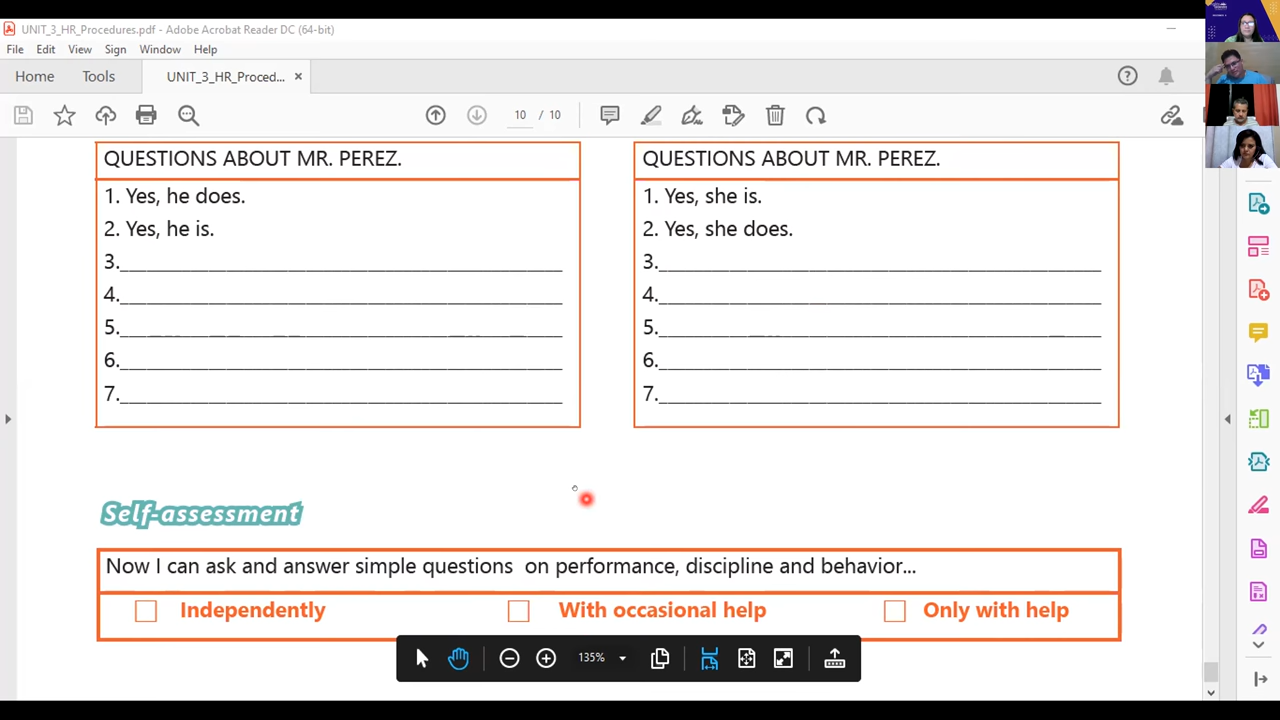 UNIT_3_HR_Procedures.pdf - Adobe Acrobat Reader DC (64-bit)
File Edit View Sign Window Help
Home Tools UNIT_3_HR_Proced... ×
10 / 10
QUESTIONS ABOUT MR. PEREZ.
1. Yes, he does.
2. Yes, he is.
3.
4.
5.
6.
7.
QUESTIONS ABOUT MR. PEREZ.
1. Yes, she is.
2. Yes, she does.
3.
4.
5.
6.
7.
Self-assessment
Now I can ask and answer simple questions on performance, discipline and behavior...
Independently With occasional help Only with help
135%